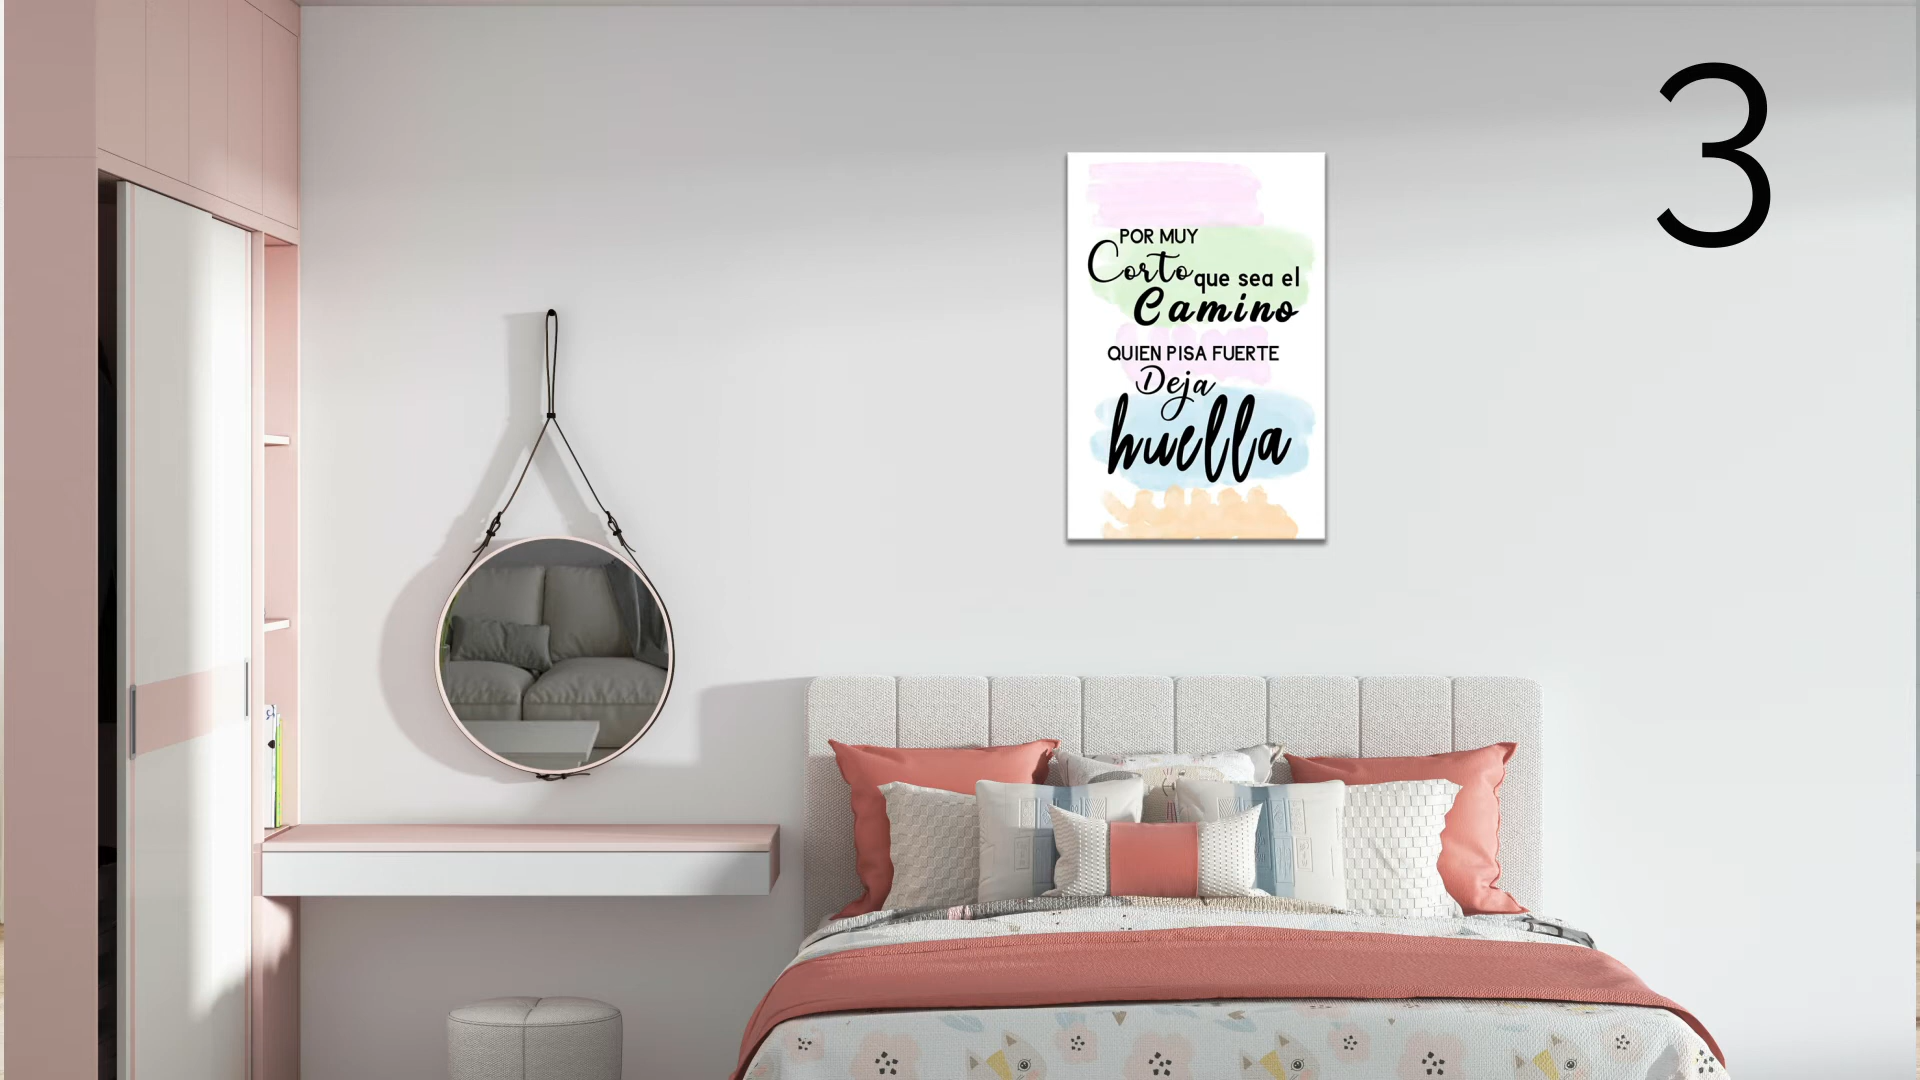 3
POR MUY
Corto que sea el
Camino
QUIEN PISA FUERTE
Deja
huella